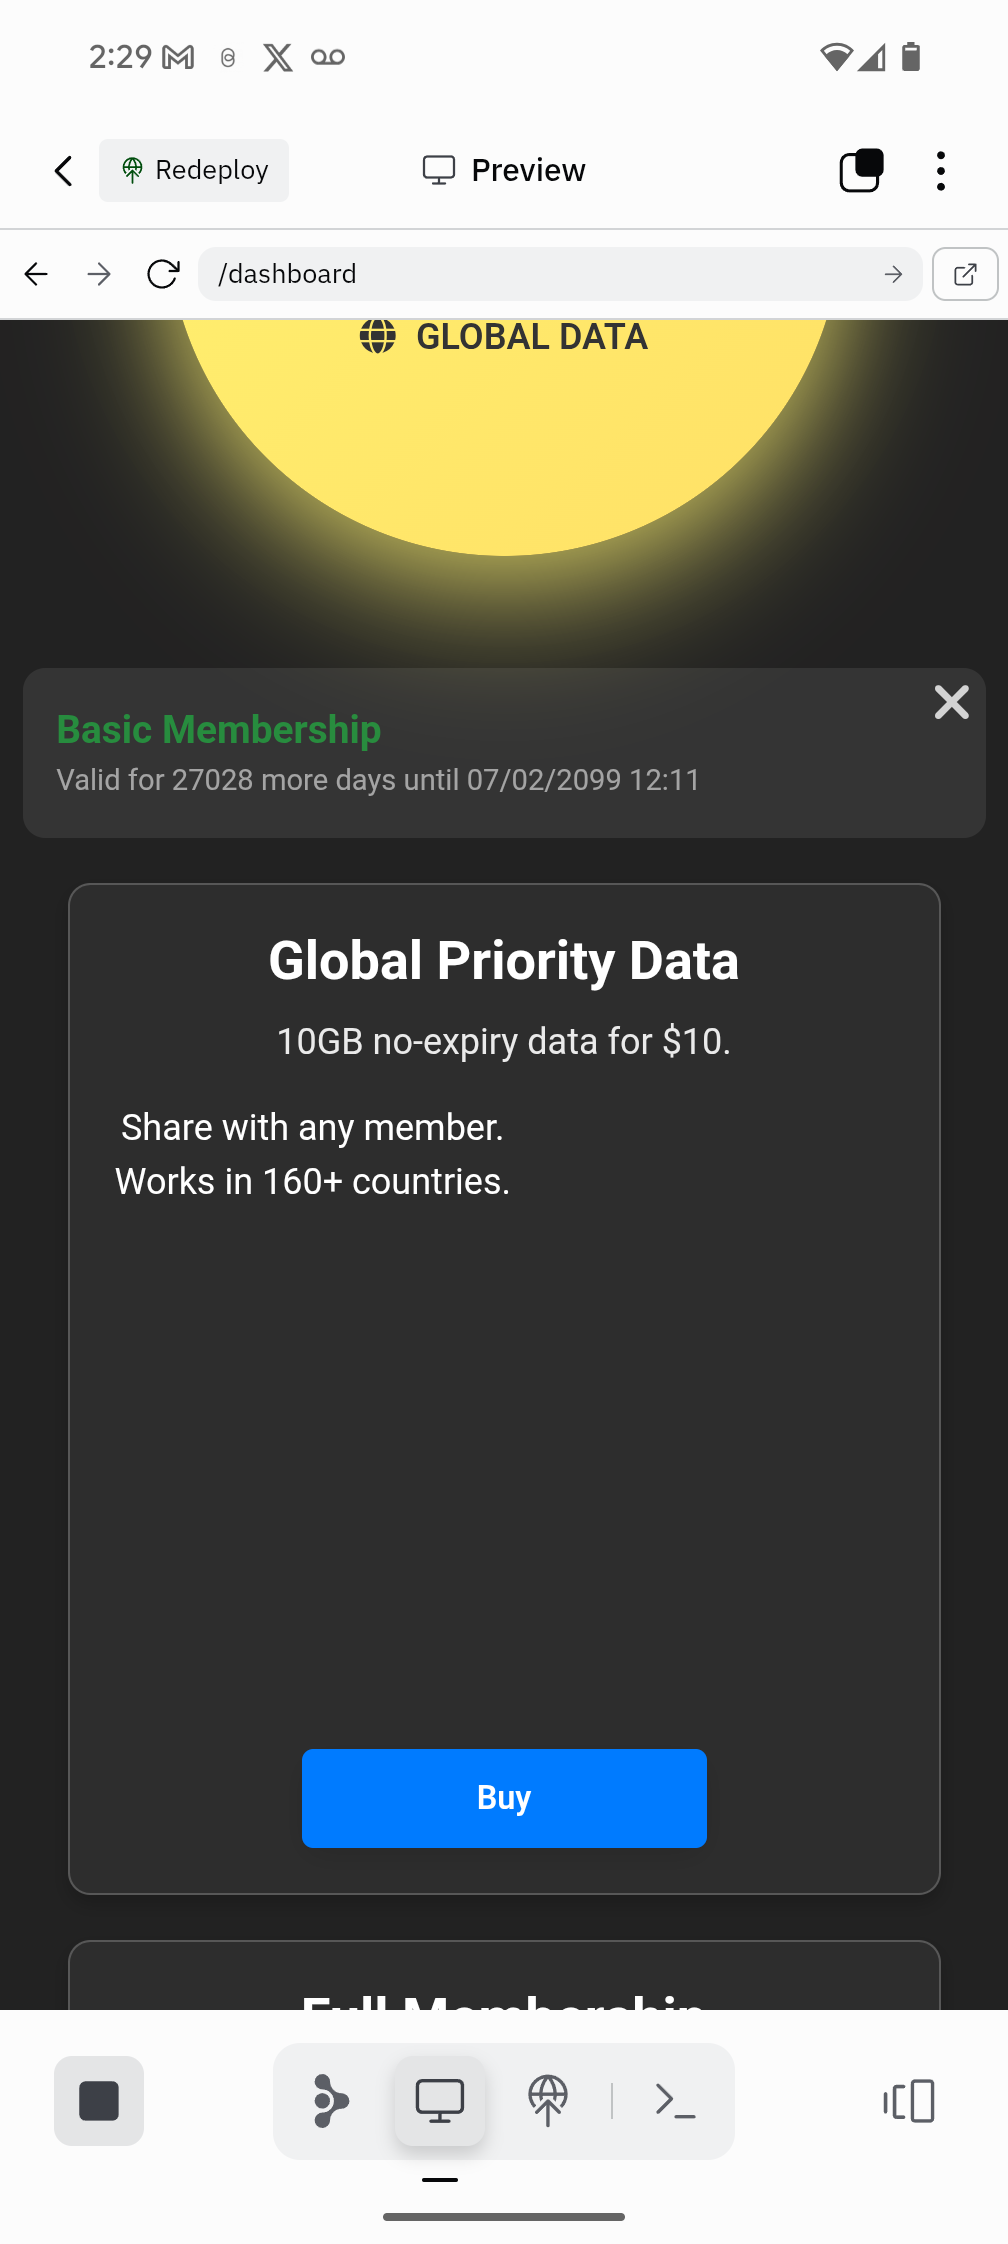 2:29
Redeploy
Preview
/dashboard
GLOBAL DATA
Basic Membership
Valid for 27028 more days until 07/02/2099 12:11
Global Priority Data
10GB no-expiry data for $10.
Share with any member.
Works in 160+ countries.
Buy
Full Membership